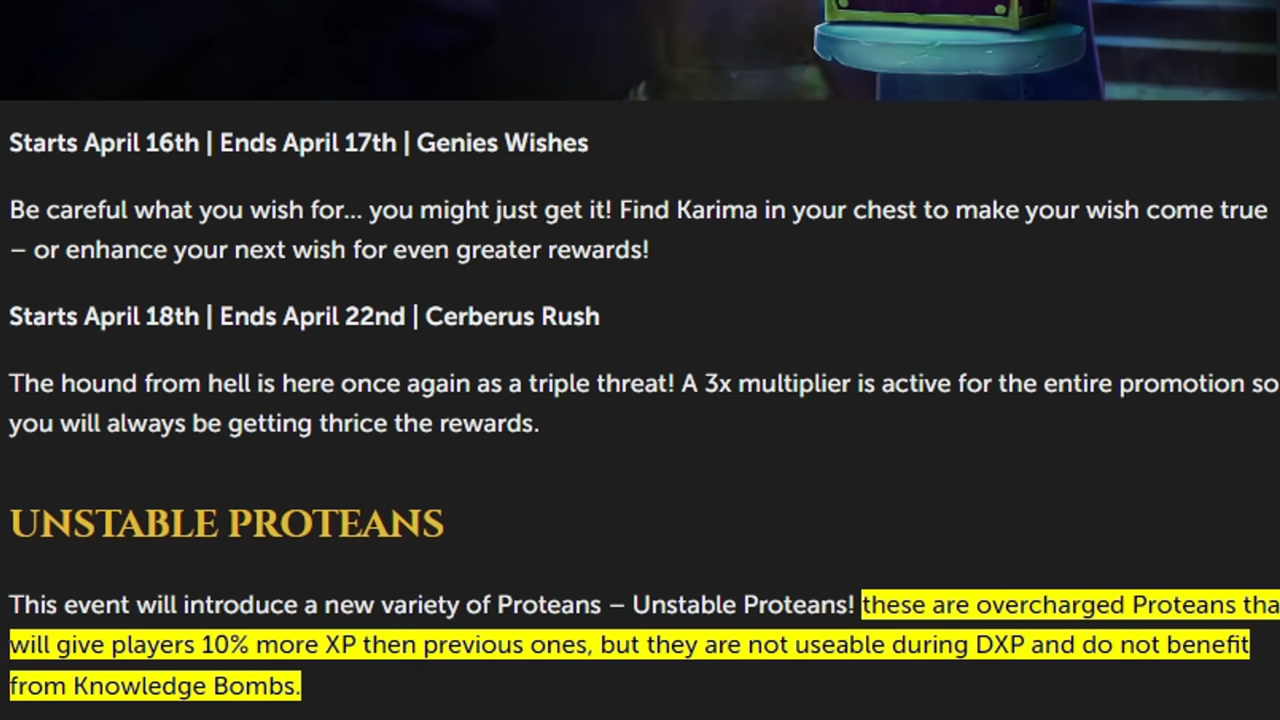 Starts April 16th | Ends April 17th | Genies Wishes
Be careful what you wish for... you might just get it! Find Karima in your chest to make your wish come true
– or enhance your next wish for even greater rewards!
Starts April 18th | Ends April 22nd | Cerberus Rush
The hound from hell is here once again as a triple threat! A 3x multiplier is active for the entire promotion so
you will always be getting thrice the rewards.
UNSTABLE PROTEANS
This event will introduce a new variety of Proteans – Unstable Proteans! these are overcharged Proteans tha
will give players 10% more XP then previous ones, but they are not useable during DXP and do not benefit
from Knowledge Bombs.